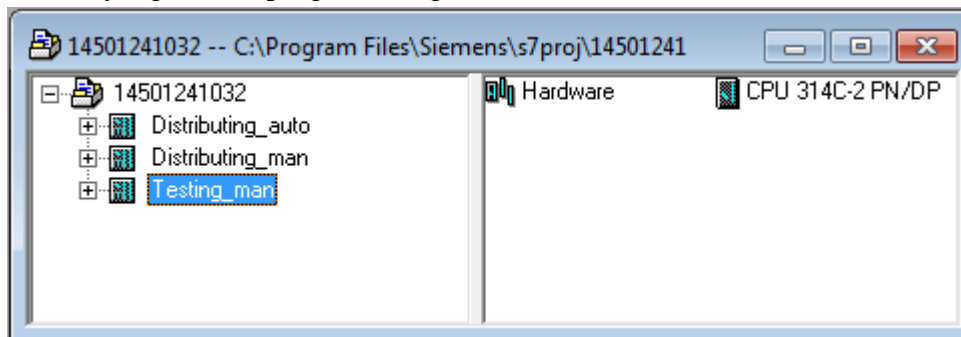 14501241032 -- C:\Program Files\Siemens\s7proj\14501241
14501241032
Distributing_auto
Distributing_man
Testing_man
Hardware
CPU 314C-2 PN/DP